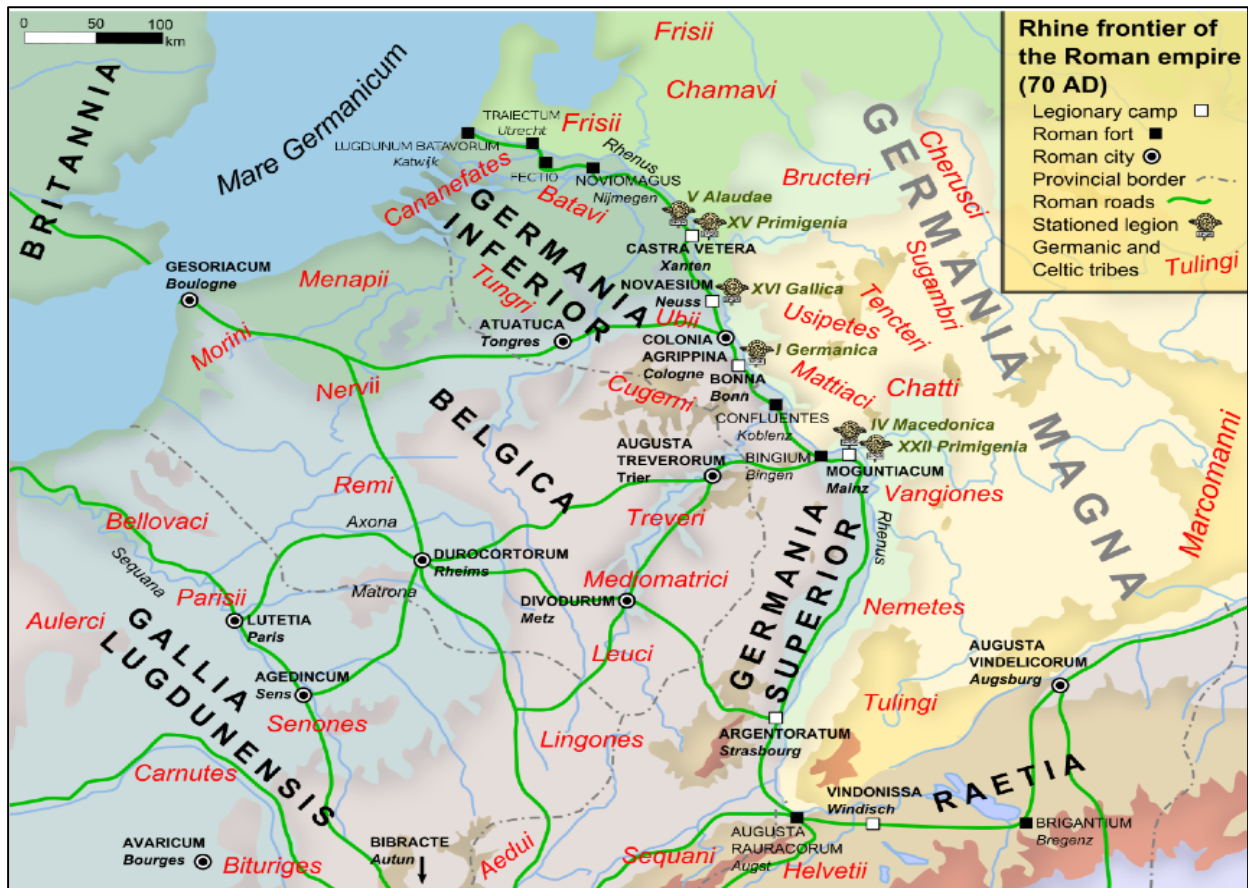 0 50 100
km
Rhine frontier of
the Roman empire
(70 AD)
Legionary camp
Roman fort
Roman city
Provincial border
Roman roads
Stationed legion
Germanic and
Celtic tribes
Tulingi
BRITANNIA
Mare Germanicum
Frisii
Chamavi
GERMANIA MAGNA
Cherusci
TRAIECTUM
Utrecht
Frisii
LUGDUNUM BATAVORUM
Katwijk
Rhenus
FECTIO
Cananefates
Batavi
NOVIOMAGUS
Nijmegen
Bructeri
V Alaudae
XV Primigenia
CASTRA VETERA
Xanten
GERMANIA
INFERIOR
Sugambri
GESORIACUM
Boulogne
Menapii
Tungri
NOVAESIUM
Neuss
XVI Gallica
Tencteri
Usipetes
Morini
ATUATUCA
Tongres
Ubii
COLONIA
AGRIPPINA
Cologne
I Germanica
Nervii
Cugerni
BONNA
Bonn
Mattiaci
Chatti
BELGICA
CONFLUENTES
Koblenz
IV Macedonica
XXII Primigenia
AUGUSTA
TREVERORUM
Trier
BINGIUM
Bingen
MOGUNTIACUM
Mainz
Marcomanni
Remi
Vangiones
Bellovaci
Axona
Treveri
Rhenus
Sequana
DUROCORTORUM
Rheims
Matrona
Mediomatrici
GERMANIA
SUPERIOR
Parisii
DIVODURUM
Metz
Nemetes
Aulerci
LUTETIA
Paris
GALLIA
LUGDUNENSIS
Leuci
AUGUSTA
VINDELICORUM
Augsburg
AGEDINCUM
Sens
Tulingi
Senones
Lingones
ARGENTORATUM
Strasbourg
Carnutes
VINDONISSA
Windisch
RAETIA
AVARICUM
Bourges
BIBRACTE
Autun
Bituriges
Aedui
Sequani
AUGUSTA
RAURACORUM
Augst
Helvetii
BRIGANTIUM
Bregenz